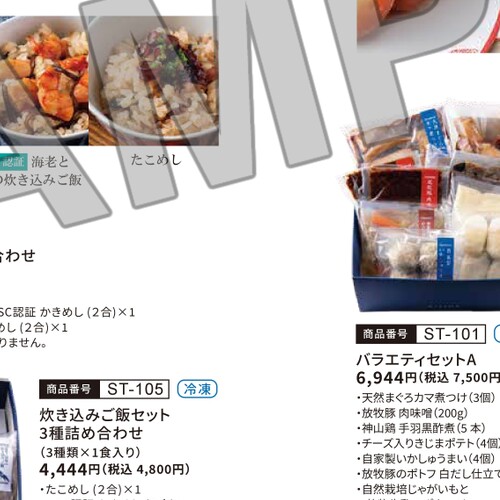 認証 海老と
炊き込みご飯
たこめし
合わせ
SC認証 かきめし(2合)×1
めし(2合)×1
りません。
商品番号 ST-105 冷凍
炊き込みご飯セット
3種詰め合わせ
(3種類×1食入り)
4,444円(税込 4,800円)
・たこめし(2合)×1
商品番号 ST-101
バラエティセットA
6,944円(税込 7,500円
・天然まぐろカマ煮つけ(3個)
・放牧豚 肉味噌(200g)
・神山鶏 手羽黒酢煮(5本)
・チーズ入りきじまポテト(4個)
・自家製いかしゅうまい(4個)
・放牧豚のポトフ 白だし仕立て
・自然栽培じゃがいもと